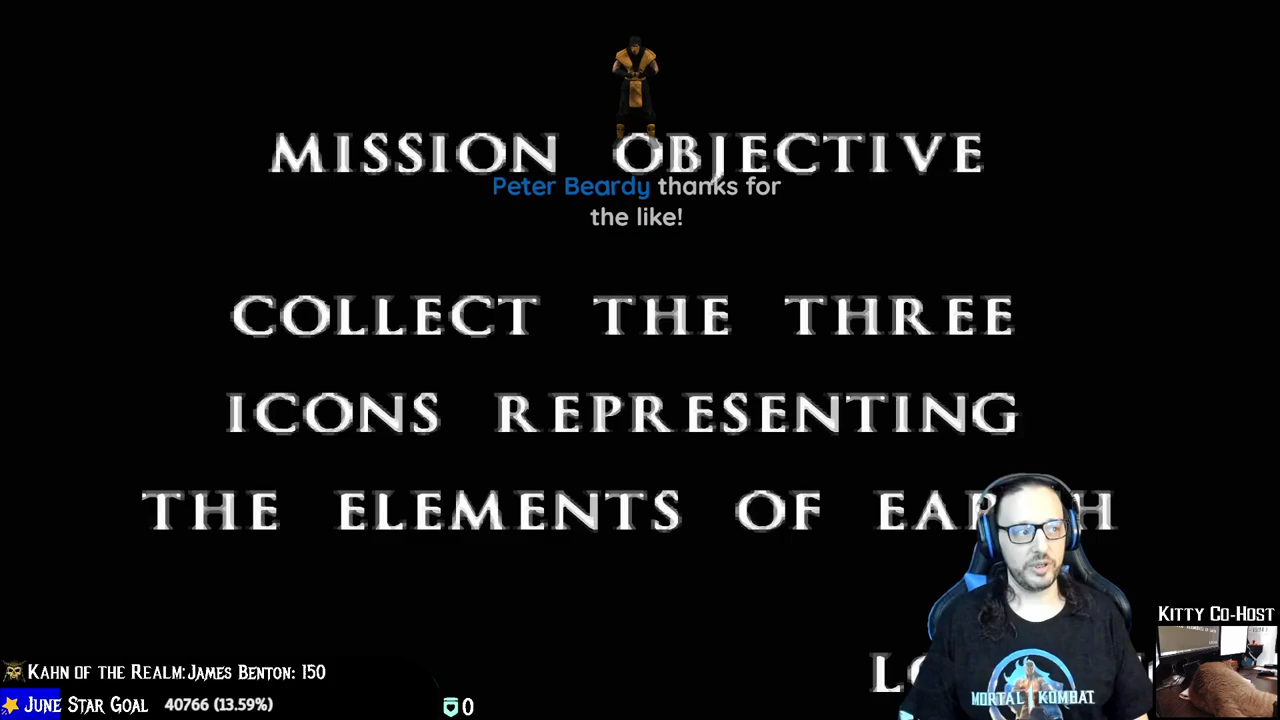 MISSION OBJECTIVE
Peter Beardy thanks for
the like!
COLLECT THE THREE
ICONS REPRESENTING
THE ELEMENTS OF EARTH
KITTY CO-HOST
KAHN OF THE REALM: JAMES BENTON: 150
JUNE STAR GOAL 40766 (13.59%)
0
MORTAL KOMBAT